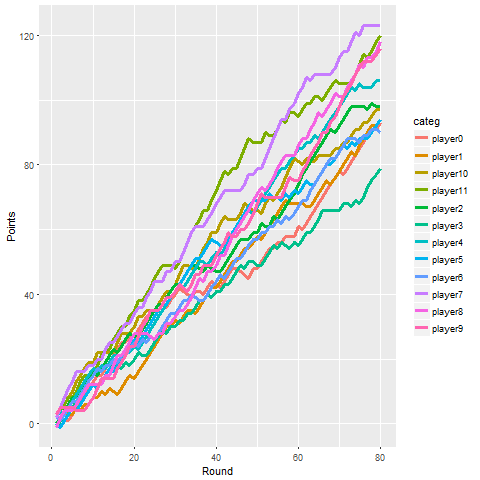 120
80
40
0
Points
0
20
40
60
80
Round
categ
player0
player1
player10
player11
player2
player3
player4
player5
player6
player7
player8
player9